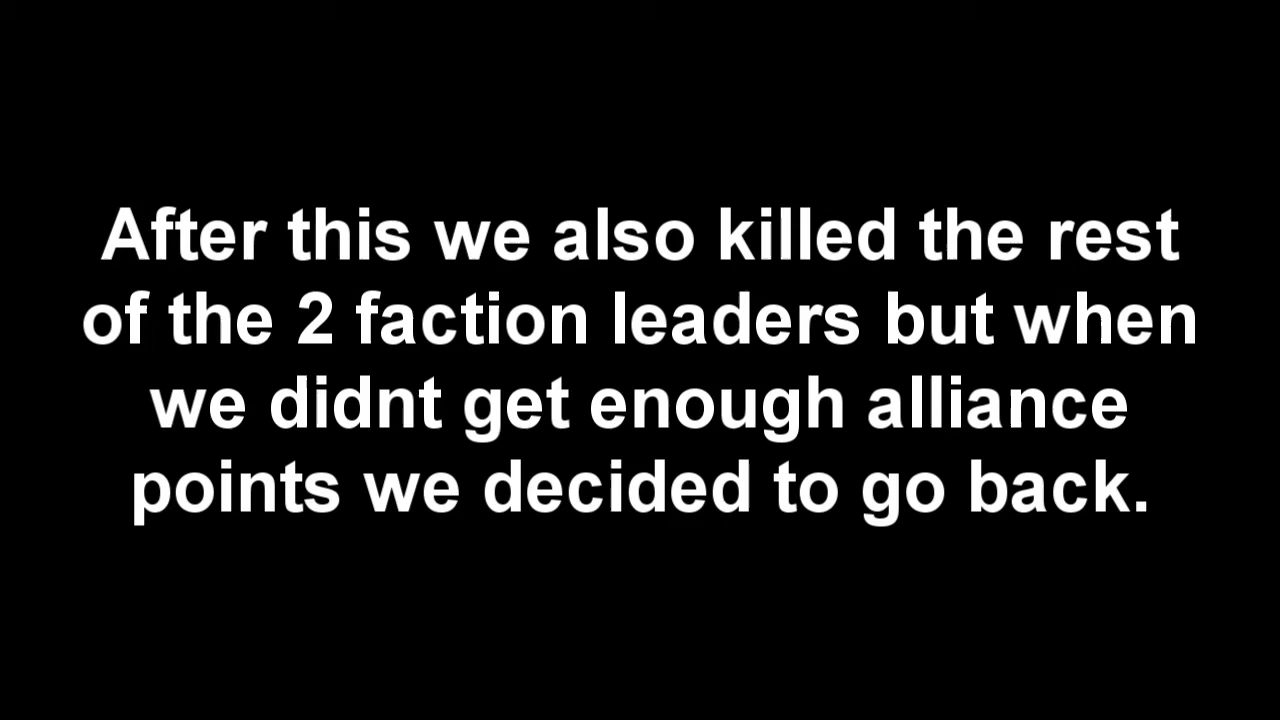 After this we also killed the rest
of the 2 faction leaders but when
we didnt get enough alliance
points we decided to go back.